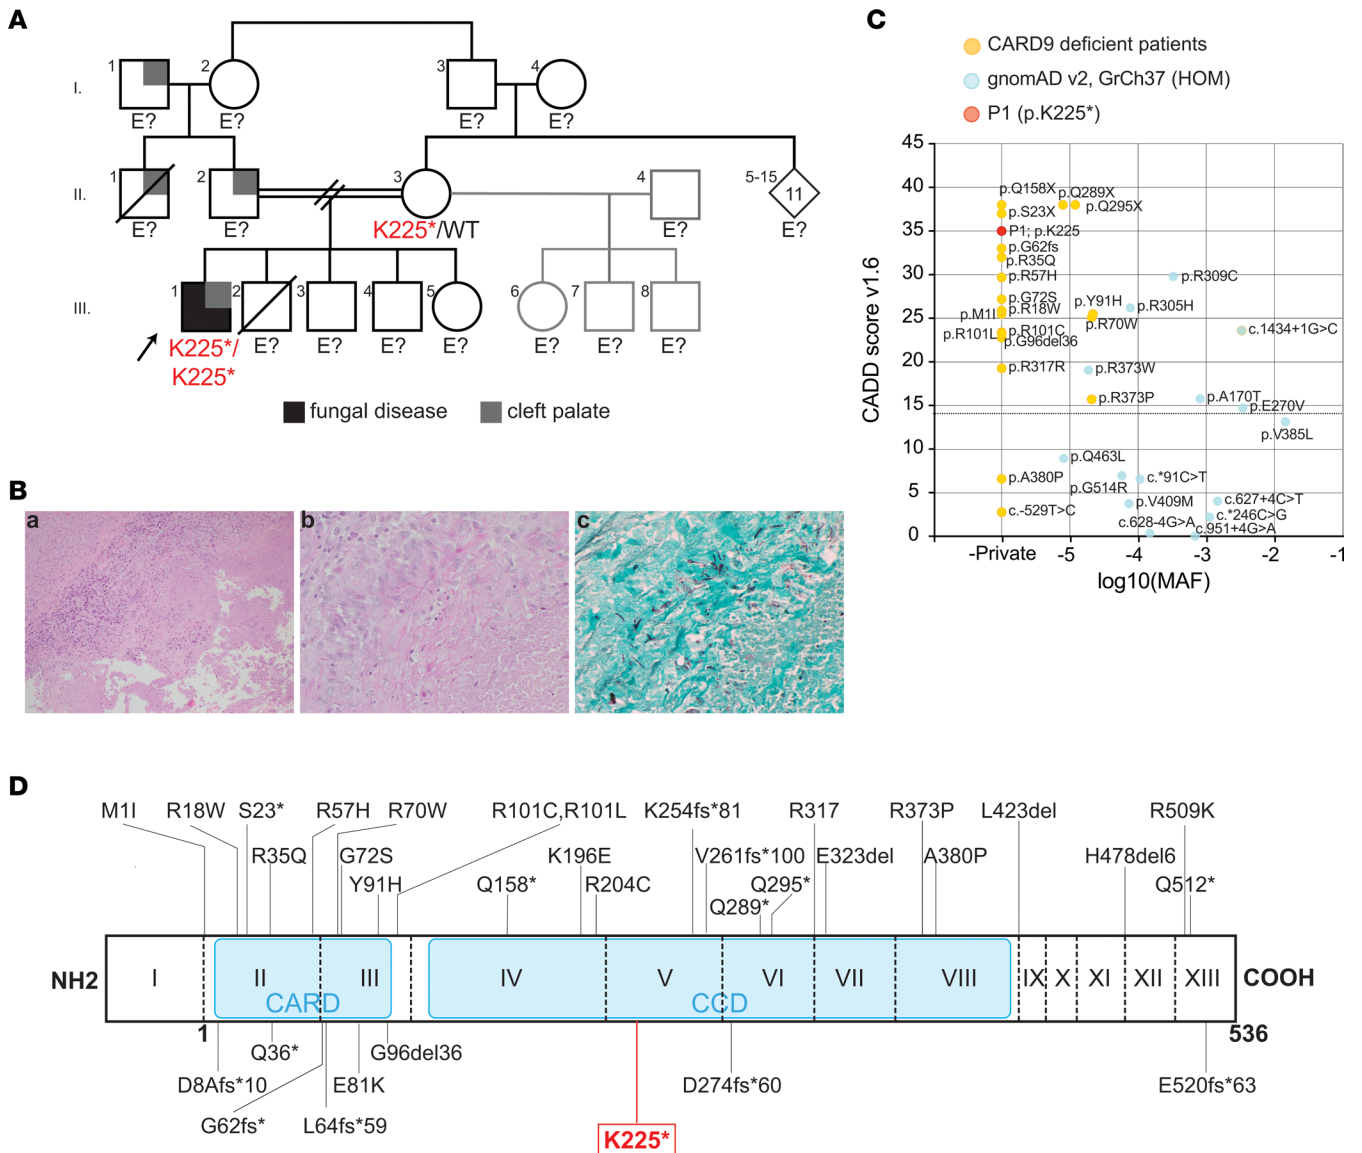 A
I.
1
2
3
4
E?
E?
E?
E?
II.
1
2
3
4
5-15
11
E?
E?
K225*/WT
E?
E?
III.
1
2
3
4
5
6
7
8
K225*/
K225*
E?
E?
E?
E?
E?
E?
E?
fungal disease
cleft palate
B
a
b
c
C
CARD9 deficient patients
gnomAD v2, GrCh37 (HOM)
P1 (p.K225*)
CADD score v1.6
45
40
35
30
25
20
15
10
5
0
p.Q158X
p.Q289X
p.Q295X
p.S23X
P1; p.K225
p.G62fs
p.R35Q
p.R57H
p.R309C
p.G72S
p.Y91H
p.R305H
p.M1I
p.R18W
p.R70W
c.1434+1G>C
p.R101L
p.R101C
p.G96del36
p.R317R
p.R373W
p.R373P
p.A170T
p.E270V
p.V385L
p.Q463L
p.A380P
p.G514R
c.*91C>T
p.V409M
c.627+4C>T
c.-529T>C
c.*246C>G
c.628-4G>A
c.951+4G>A
-Private
-5
-4
-3
-2
-1
log10(MAF)
D
M1I
R18W
S23*
R57H
R70W
R101C,R101L
K254fs*81
R317
R373P
L423del
R509K
R35Q
G72S
K196E
V261fs*100
E323del
A380P
H478del6
Y91H
Q158*
R204C
Q295*
Q512*
Q289*
NH2
I
II
III
IV
V
VI
VII
VIII
IX
X
XI
XII
XIII
COOH
CARD
CCD
1
536
Q36*
G96del36
D8Afs*10
E81K
D274fs*60
E520fs*63
G62fs*
L64fs*59
K225*